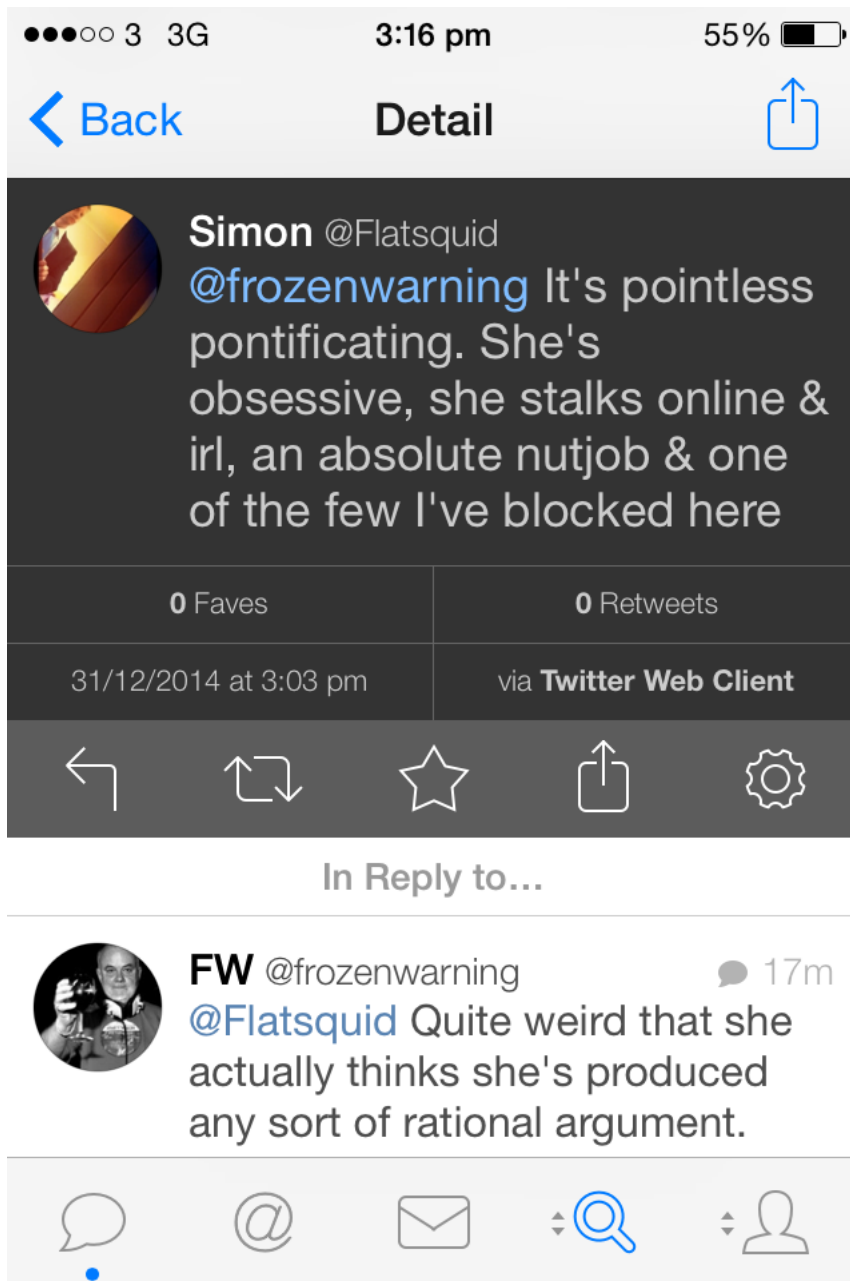 3 3G 3:16 pm 55%
Back Detail
Simon @Flatsquid
@frozenwarning It's pointless
pontificating. She's
obsessive, she stalks online &
irl, an absolute nutjob & one
of the few I've blocked here
0 Faves 0 Retweets
31/12/2014 at 3:03 pm via Twitter Web Client
In Reply to...
FW @frozenwarning 17m
@Flatsquid Quite weird that she
actually thinks she's produced
any sort of rational argument.